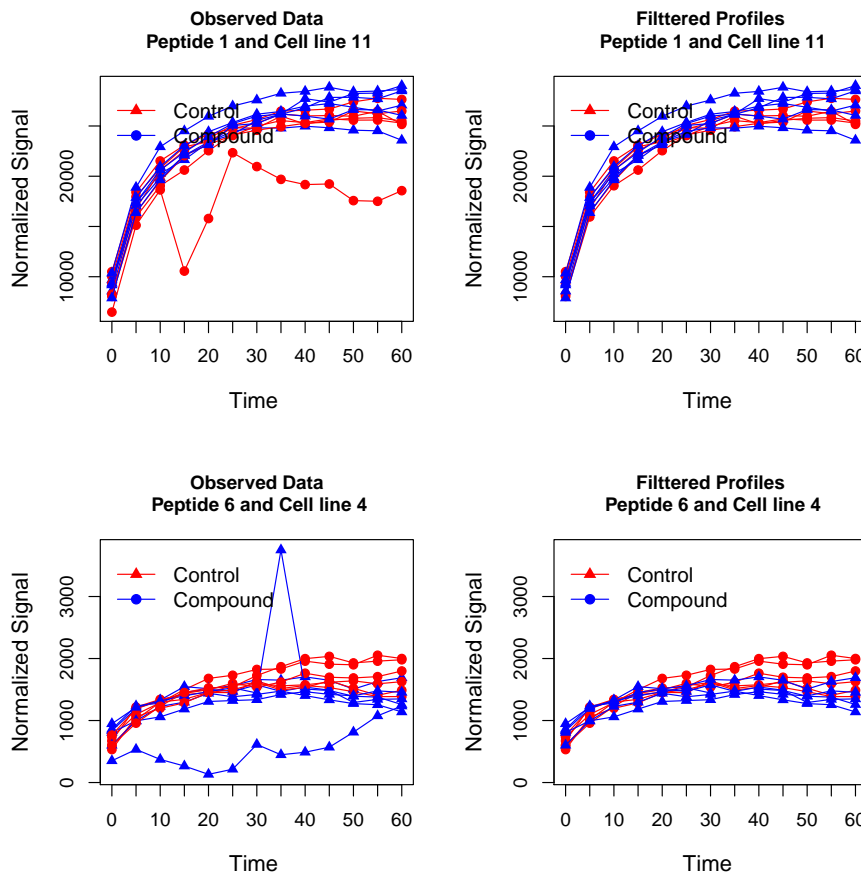 Observed Data
Peptide 1 and Cell line 11
Normalized Signal
10000
20000
Control
Compound
0
10
20
30
40
50
60
Time
Filttered Profiles
Peptide 1 and Cell line 11
Normalized Signal
10000
20000
Control
Compound
0
10
20
30
40
50
60
Time
Observed Data
Peptide 6 and Cell line 4
Normalized Signal
0
1000
2000
3000
Control
Compound
0
10
20
30
40
50
60
Time
Filttered Profiles
Peptide 6 and Cell line 4
Normalized Signal
0
1000
2000
3000
Control
Compound
0
10
20
30
40
50
60
Time